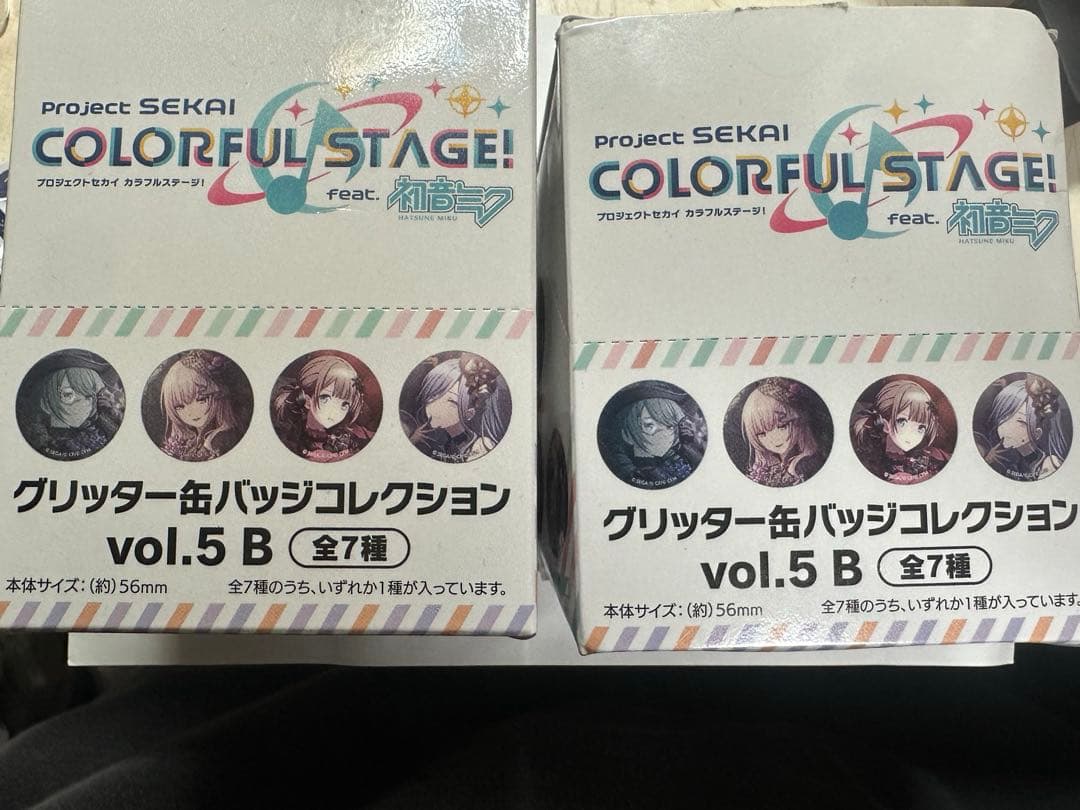 Project SEKAI
COLORFUL STAGE!
プロジェクトセカイ カラフルステージ!
feat. 初音ミク
HATSUNE MIKU
グリッター缶バッジコレクション
vol.5 B 全7種
本体サイズ:(約)56mm 全7種のうち、いずれか1種が入っています。
Project SEKAI
COLORFUL STAGE!
プロジェクトセカイ カラフルステージ!
feat. 初音ミク
HATSUNE MIKU
グリッター缶バッジコレクション
vol.5 B 全7種
本体サイズ:(約)56mm 全7種のうち、いずれか1種が入っています。